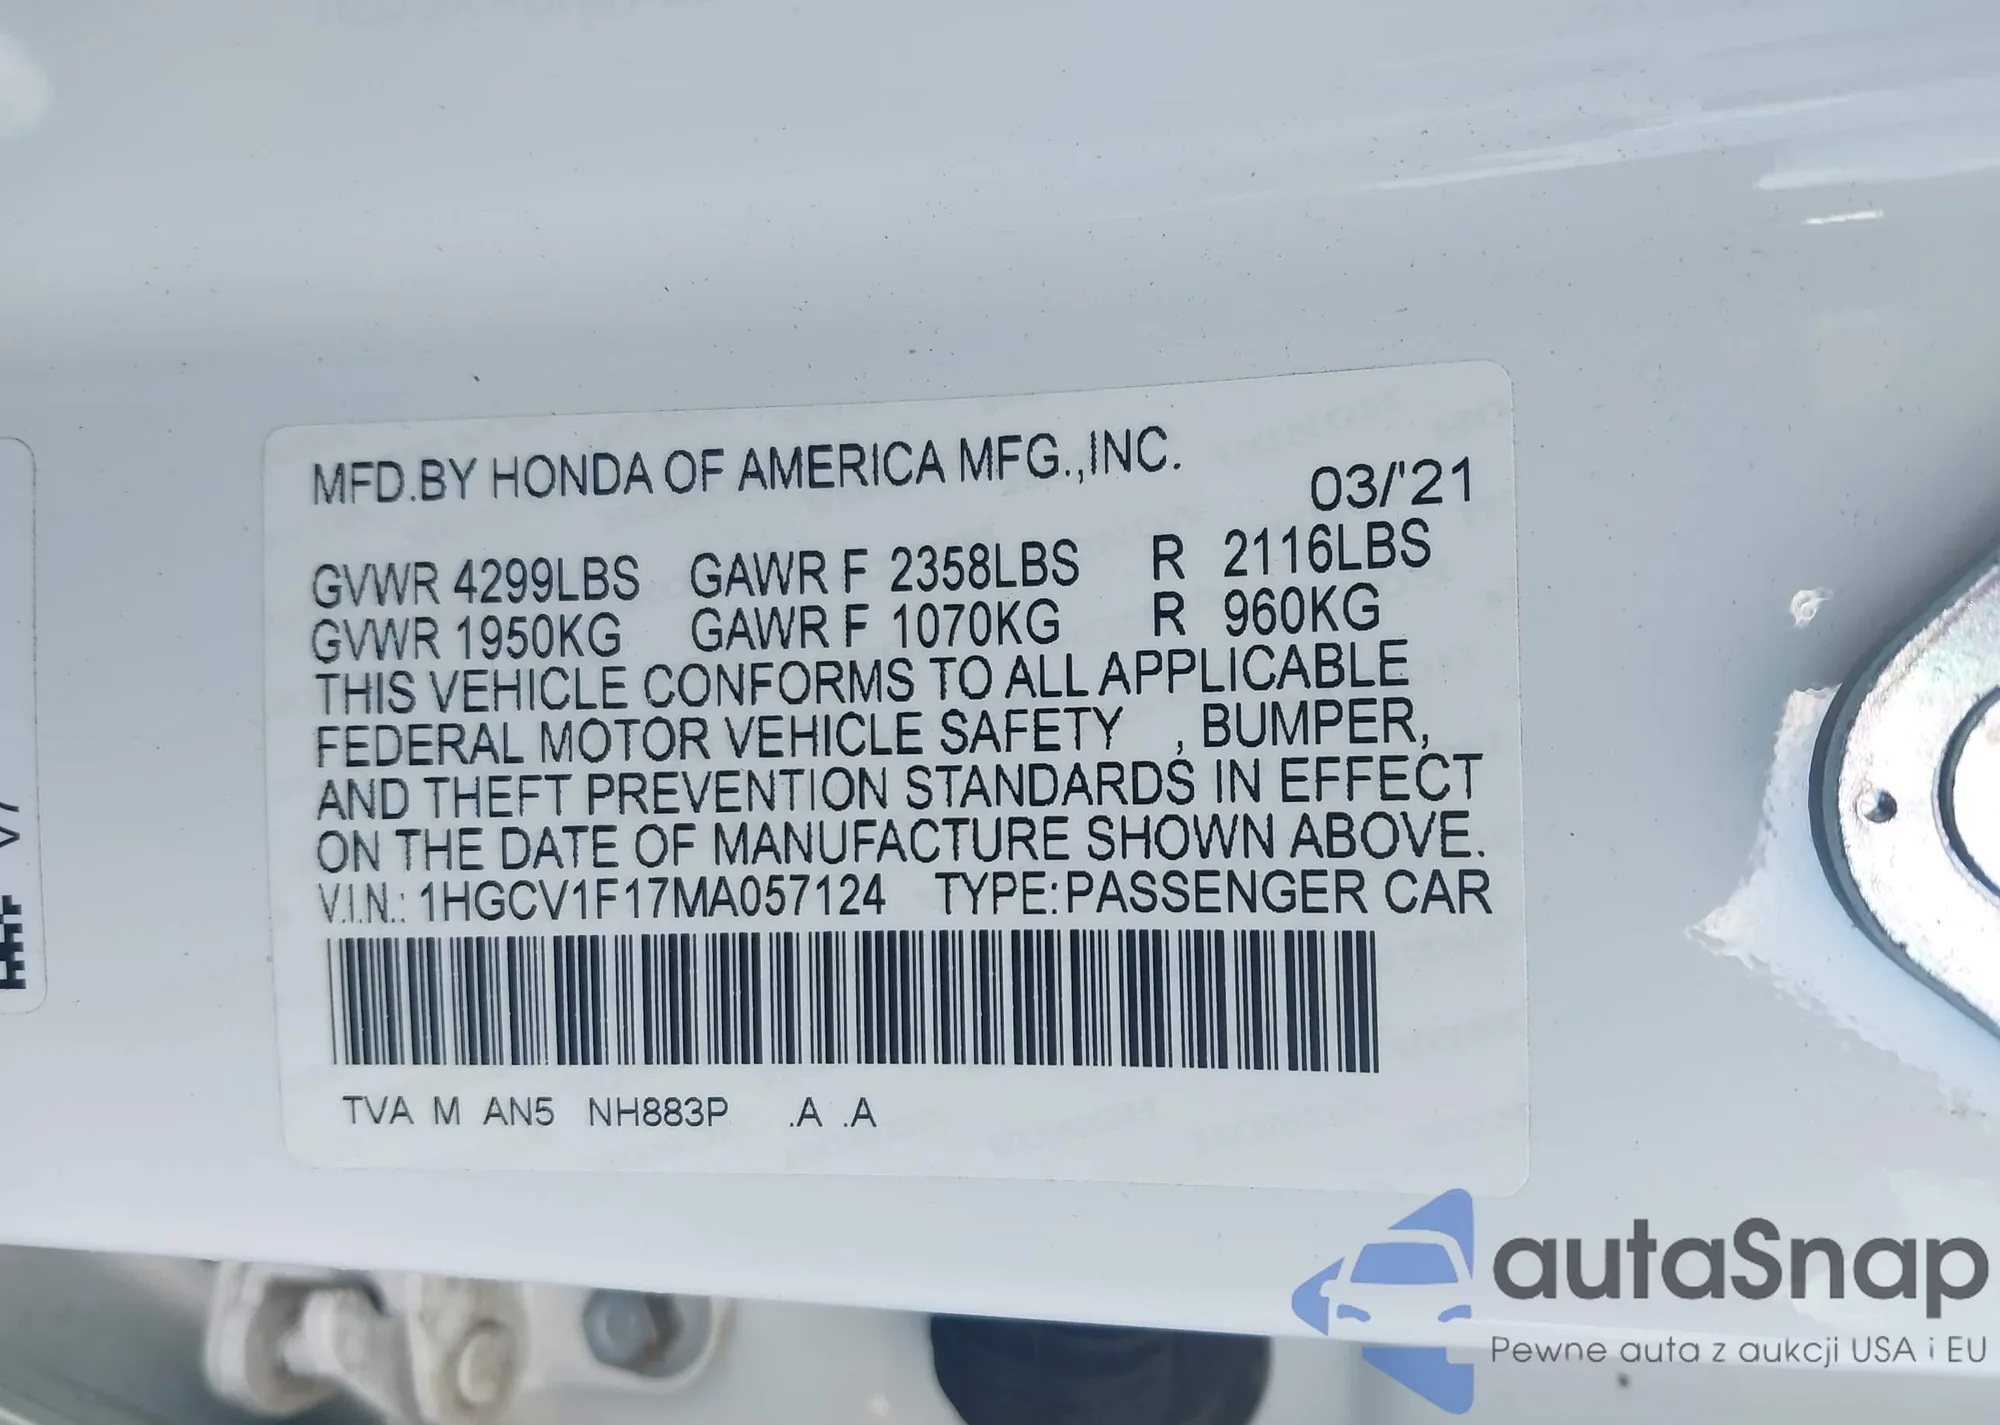 MFD.BY HONDA OF AMERICA MFG.,INC.
03/'21
GVWR 4299LBS GAWR F 2358LBS R 2116LBS
GVWR 1950KG GAWR F 1070KG R 960KG
THIS VEHICLE CONFORMS TO ALL APPLICABLE
FEDERAL MOTOR VEHICLE SAFETY , BUMPER,
AND THEFT PREVENTION STANDARDS IN EFFECT
ON THE DATE OF MANUFACTURE SHOWN ABOVE.
V.I.N.: 1HGCV1F17MA057124 TYPE:PASSENGER CAR
TVA M AN5 NH883P .A .A
autaSnap
Pewne auta z aukcji USA i EU